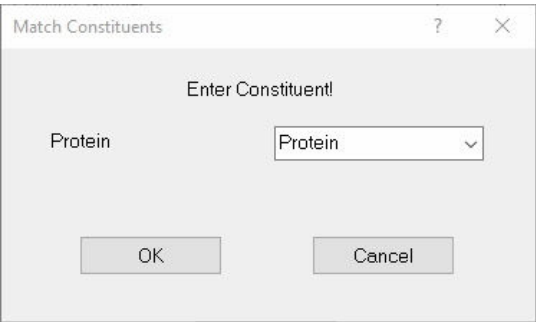 Match Constituents ?
Enter Constituent!
Protein Protein
OK Cancel